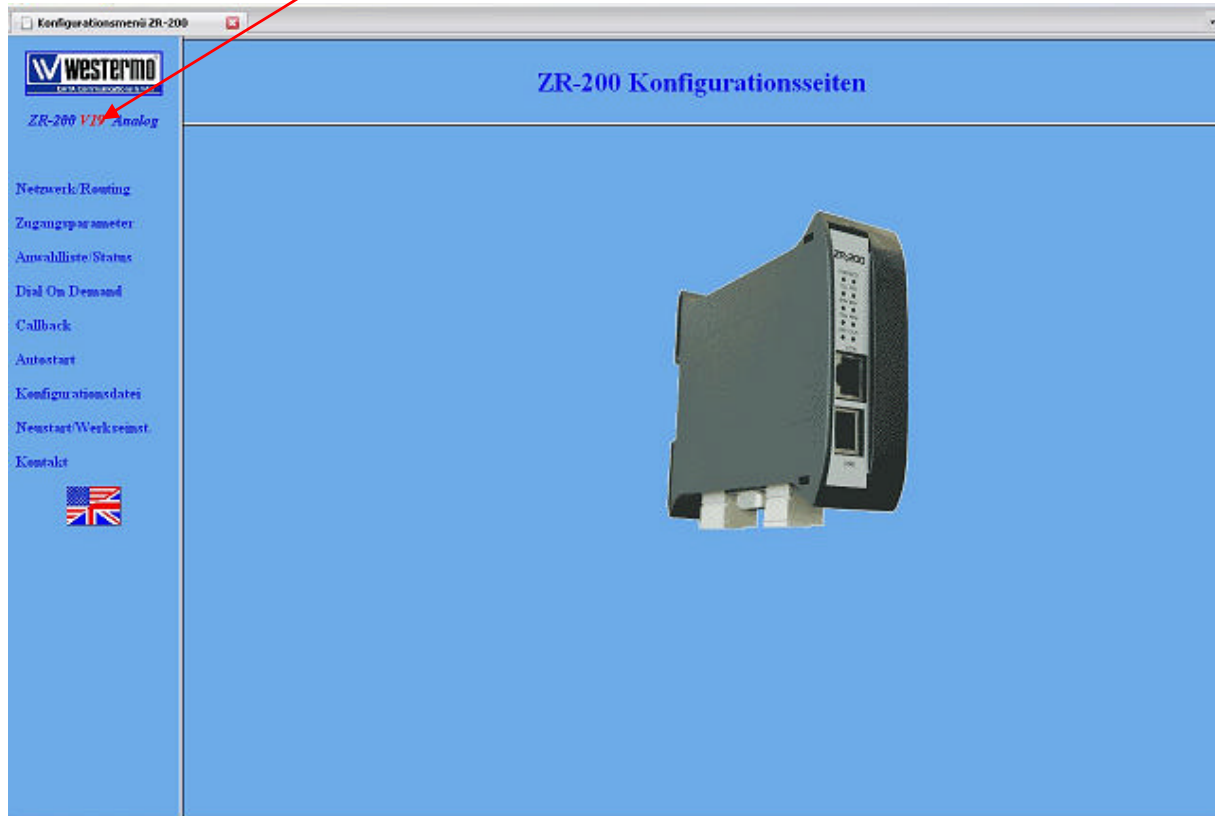 Konfigurationsmenü ZR-200
Westermo
ZR-200 Konfigurationsseiten
ZR-200 V19 Analog
Netzwerk/Routing
Zugangsparameter
Anwahlliste/Status
Dial On Demand
Callback
Autostart
Konfigurationsdatei
Neustart/Werkseinst.
Kontakt
ZR-200